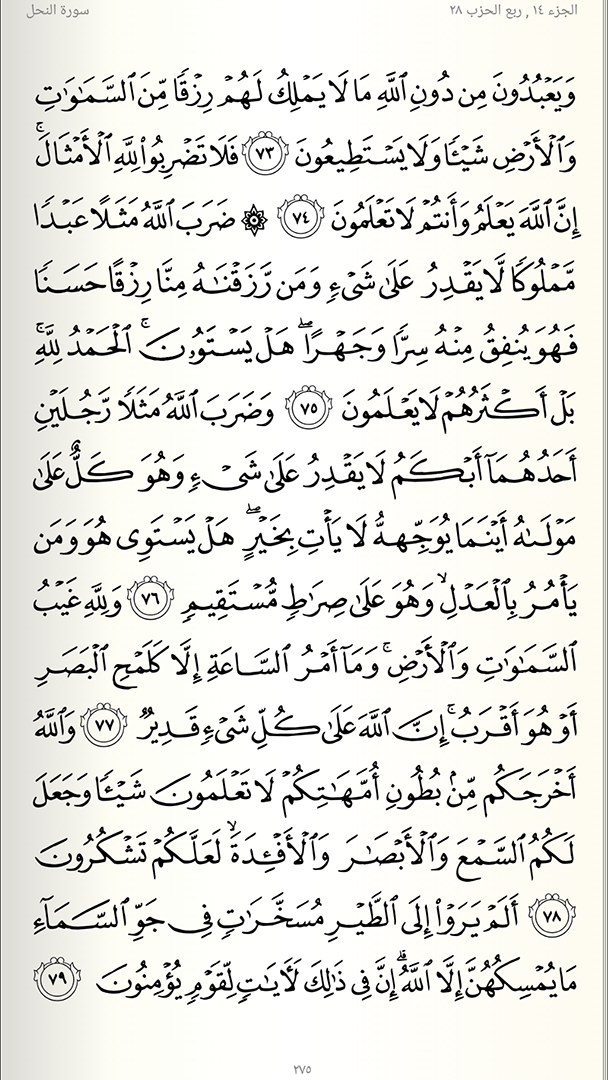 الجزء ١٤ , ربع الحزب ٢٨
سورة النحل
وَيَعْبُدُونَ مِن دُونِ ٱللَّهِ مَا لَا يَمْلِكُ لَهُمْ رِزْقًا مِّنَ ٱلسَّمَٰوَٰتِ
وَٱلْأَرْضِ شَيْـًٔا وَلَا يَسْتَطِيعُونَ ٧٣ فَلَا تَضْرِبُوا۟ لِلَّهِ ٱلْأَمْثَالَ ۚ
إِنَّ ٱللَّهَ يَعْلَمُ وَأَنتُمْ لَا تَعْلَمُونَ ٧٤ ۞ ضَرَبَ ٱللَّهُ مَثَلًا عَبْدًا
مَّمْلُوكًا لَّا يَقْدِرُ عَلَىٰ شَىْءٍ وَمَن رَّزَقْنَٰهُ مِنَّا رِزْقًا حَسَنًا
فَهُوَ يُنفِقُ مِنْهُ سِرًّا وَجَهْرًا ۖ هَلْ يَسْتَوُۥنَ ۚ ٱلْحَمْدُ لِلَّهِ ۚ
بَلْ أَكْثَرُهُمْ لَا يَعْلَمُونَ ٧٥ وَضَرَبَ ٱللَّهُ مَثَلًا رَّجُلَيْنِ
أَحَدُهُمَآ أَبْكَمُ لَا يَقْدِرُ عَلَىٰ شَىْءٍ وَهُوَ كَلٌّ عَلَىٰ
مَوْلَىٰهُ أَيْنَمَا يُوَجِّههُّ لَا يَأْتِ بِخَيْرٍ ۖ هَلْ يَسْتَوِى هُوَ وَمَن
يَأْمُرُ بِٱلْعَدْلِ ۙ وَهُوَ عَلَىٰ صِرَٰطٍ مُّسْتَقِيمٍ ٧٦ وَلِلَّهِ غَيْبُ
ٱلسَّمَٰوَٰتِ وَٱلْأَرْضِ ۚ وَمَآ أَمْرُ ٱلسَّاعَةِ إِلَّا كَلَمْحِ ٱلْبَصَرِ
أَوْ هُوَ أَقْرَبُ ۚ إِنَّ ٱللَّهَ عَلَىٰ كُلِّ شَىْءٍ قَدِيرٌ ٧٧ وَٱللَّهُ
أَخْرَجَكُم مِّنۢ بُطُونِ أُمَّهَٰتِكُمْ لَا تَعْلَمُونَ شَيْـًٔا وَجَعَلَ
لَكُمُ ٱلسَّمْعَ وَٱلْأَبْصَٰرَ وَٱلْأَفْـِٔدَةَ ۙ لَعَلَّكُمْ تَشْكُرُونَ
٧٨ أَلَمْ يَرَوْا۟ إِلَى ٱلطَّيْرِ مُسَخَّرَٰتٍ فِى جَوِّ ٱلسَّمَآءِ
مَا يُمْسِكُهُنَّ إِلَّا ٱللَّهُ ۗ إِنَّ فِى ذَٰلِكَ لَـَٔايَٰتٍ لِّقَوْمٍ يُؤْمِنُونَ ٧٩
٢٧٥